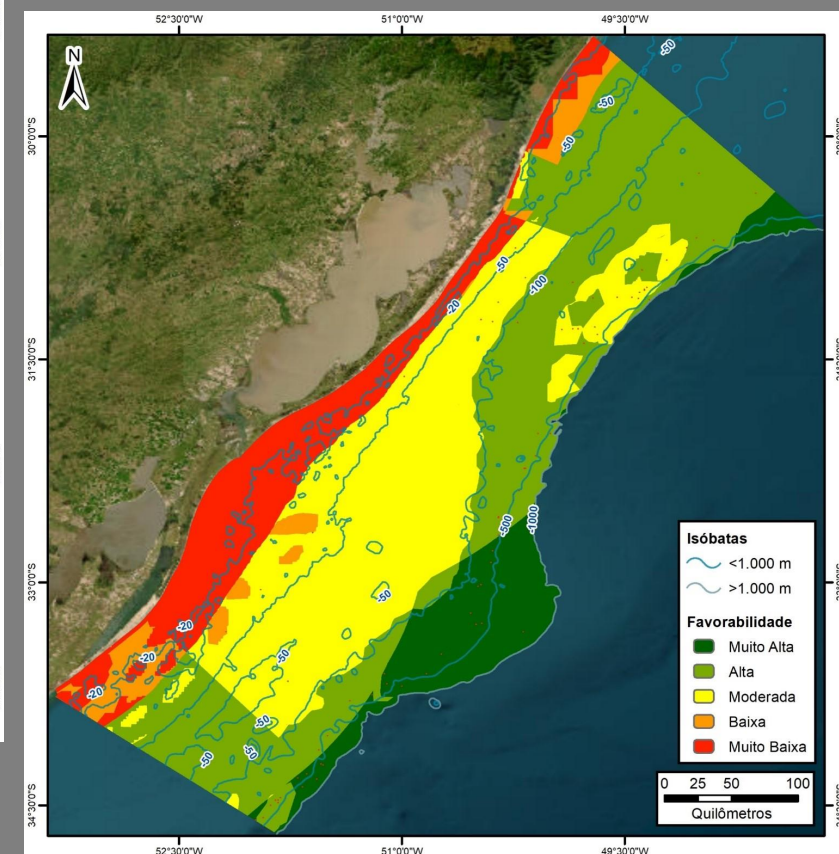 52°30'0"W 51°0'0"W 49°30'0"W
N
30°0'0"S
31°30'0"S
33°0'0"S
34°30'0"S
-50
-50
-50
-50
-100
-20
-500
-1000
-50
-20
-20
-50
-20
-50
-50
-50
Isóbatas
<1.000 m
>1.000 m
Favorabilidade
Muito Alta
Alta
Moderada
Baixa
Muito Baixa
0 25 50 100
Quilômetros
52°30'0"W 51°0'0"W 49°30'0"W